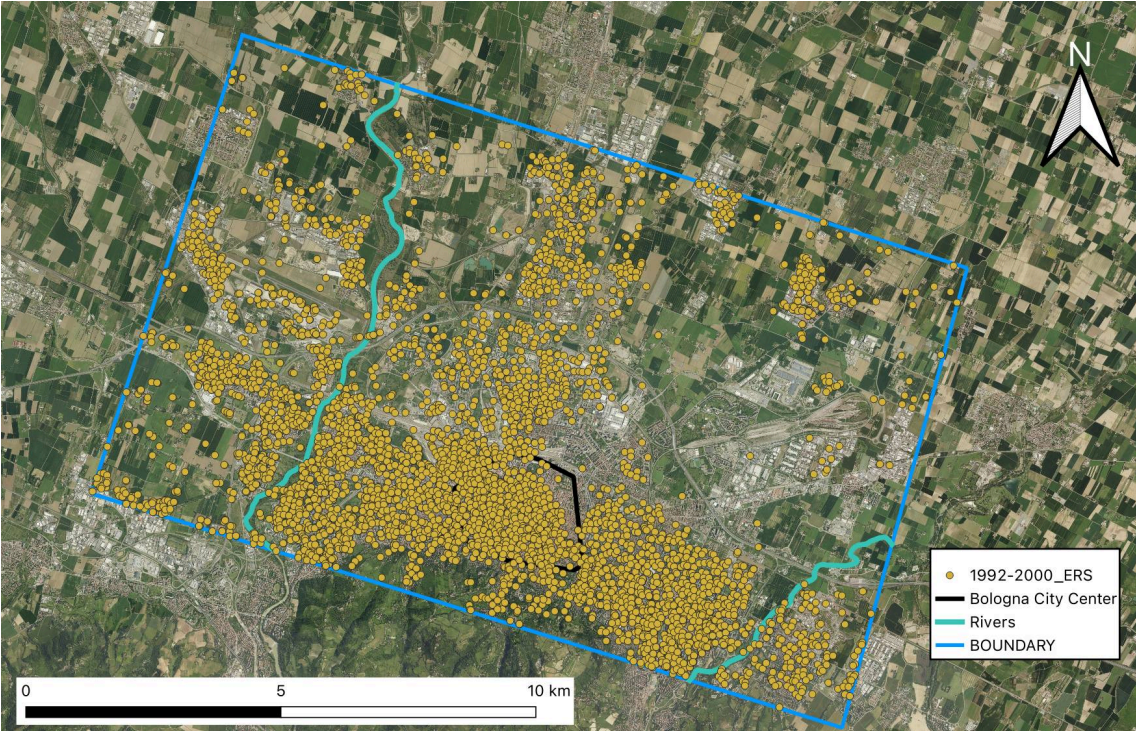 N
1992-2000_ERS
Bologna City Center
Rivers
BOUNDARY
0 5 10 km